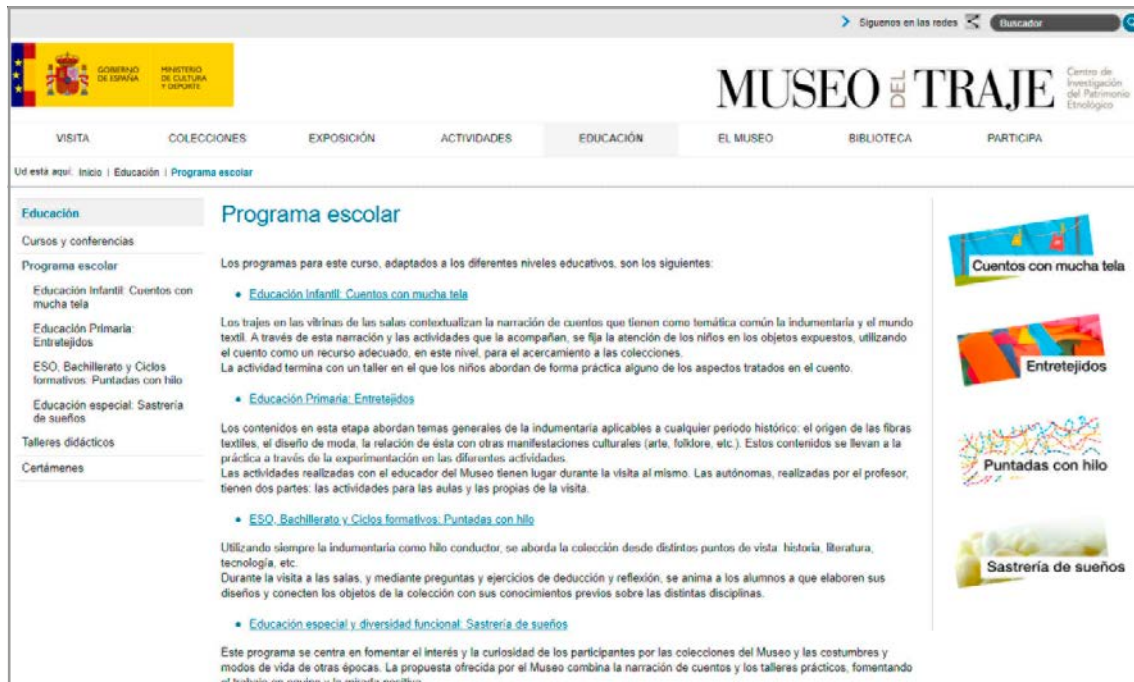 Siguenos en las redes
Buscador
GOBIERNO
DE ESPAÑA
MINISTERIO
DE CULTURA
Y DEPORTE
MUSEO DEL TRAJE
Centro de
Investigación
del Patrimonio
Etnológico
VISITA
COLECCIONES
EXPOSICIÓN
ACTIVIDADES
EDUCACIÓN
EL MUSEO
BIBLIOTECA
PARTICIPA
Ud está aquí: Inicio | Educación | Programa escolar
Educación
Cursos y conferencias
Programa escolar
Educación Infantil: Cuentos con
mucha tela
Educación Primaria:
Entretejidos
ESO, Bachillerato y Ciclos
formativos: Puntadas con hilo
Educación especial: Sastrería
de sueños
Talleres didácticos
Certámenes
Programa escolar
Los programas para este curso, adaptados a los diferentes niveles educativos, son los siguientes:
• Educación Infantil: Cuentos con mucha tela
Los trajes en las vitrinas de las salas contextualizan la narración de cuentos que tienen como temática común la indumentaria y el mundo
textil. A través de esta narración y las actividades que la acompañan, se fija la atención de los niños en los objetos expuestos, utilizando
el cuento como un recurso adecuado, en este nivel, para el acercamiento a las colecciones.
La actividad termina con un taller en el que los niños abordan de forma práctica alguno de los aspectos tratados en el cuento.
• Educación Primaria: Entretejidos
Los contenidos en esta etapa abordan temas generales de la indumentaria aplicables a cualquier periodo histórico: el origen de las fibras
textiles, el diseño de moda, la relación de ésta con otras manifestaciones culturales (arte, folklore, etc.). Estos contenidos se llevan a la
práctica a través de la experimentación en las diferentes actividades.
Las actividades realizadas con el educador del Museo tienen lugar durante la visita al mismo. Las autónomas, realizadas por el profesor,
tienen dos partes: las actividades para las aulas y las propias de la visita.
• ESO, Bachillerato y Ciclos formativos: Puntadas con hilo
Utilizando siempre la indumentaria como hilo conductor, se aborda la colección desde distintos puntos de vista: historia, literatura,
tecnología, etc.
Durante la visita a las salas, y mediante preguntas y ejercicios de deducción y reflexión, se anima a los alumnos a que elaboren sus
diseños y conecten los objetos de la colección con sus conocimientos previos sobre las distintas disciplinas.
• Educación especial y diversidad funcional: Sastrería de sueños
Este programa se centra en fomentar el interés y la curiosidad de los participantes por las colecciones del Museo y las costumbres y
modos de vida de otras épocas. La propuesta ofrecida por el Museo combina la narración de cuentos y los talleres prácticos, fomentando
el trabajo en equipo y la mirada positiva.
Cuentos con mucha tela
Entretejidos
Puntadas con hilo
Sastrería de sueños